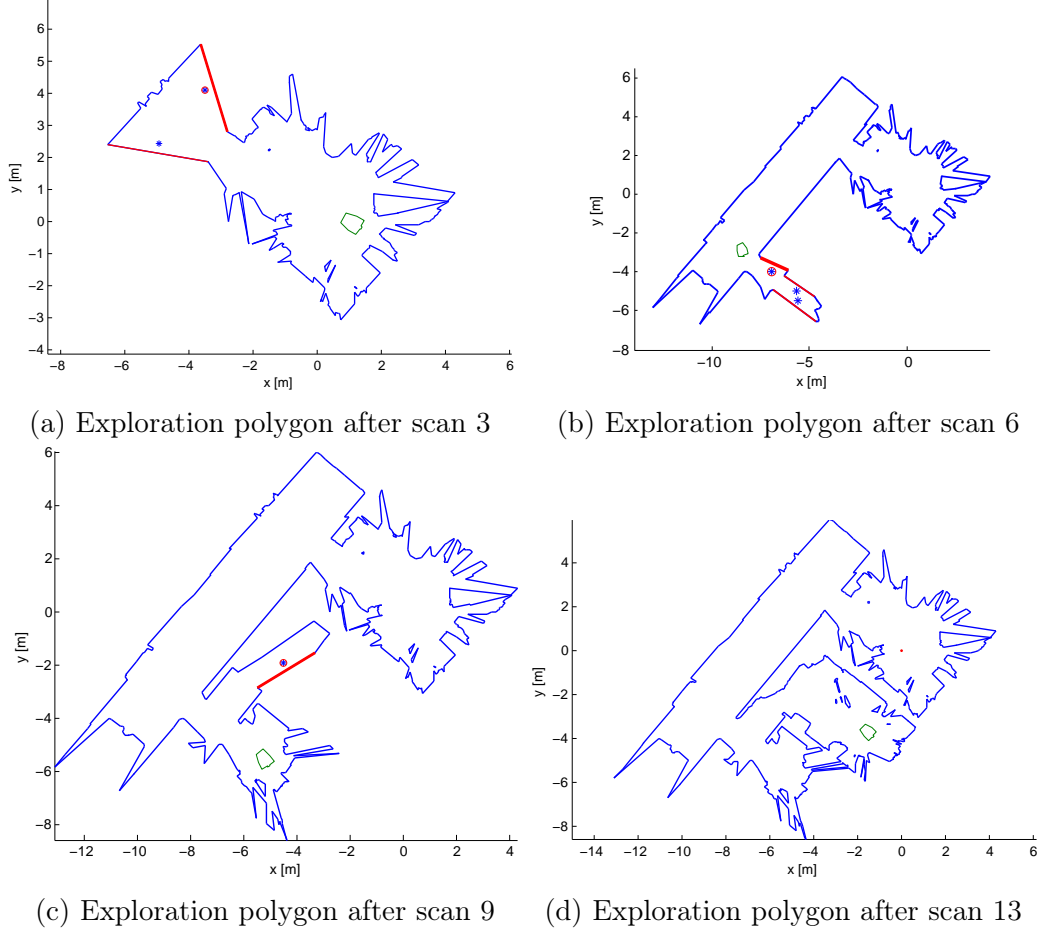 6
5
4
3
2
1
0
−1
−2
−3
−4
y [m]
−8 −6 −4 −2 0 2 4 6
x [m]
6
4
2
0
−2
−4
−6
−8
y [m]
−10 −5 0
x [m]
(a) Exploration polygon after scan 3
(b) Exploration polygon after scan 6
6
4
2
0
−2
−4
−6
−8
y [m]
−12 −10 −8 −6 −4 −2 0 2 4
x [m]
4
2
0
−2
−4
−6
−8
y [m]
−14 −12 −10 −8 −6 −4 −2 0 2 4 6
x [m]
(c) Exploration polygon after scan 9
(d) Exploration polygon after scan 13